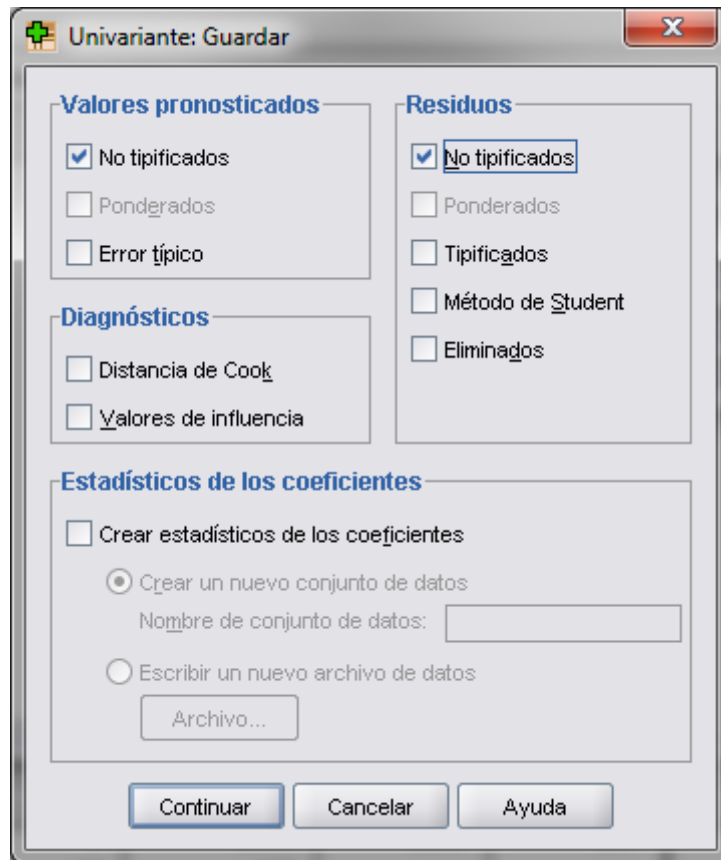 Univariante: Guardar
Valores pronosticados
No tipificados
Ponderados
Error típico
Diagnósticos
Distancia de Cook
Valores de influencia
Residuos
No tipificados
Ponderados
Tipificados
Método de Student
Eliminados
Estadísticos de los coeficientes
Crear estadísticos de los coeficientes
Crear un nuevo conjunto de datos
Nombre de conjunto de datos:
Escribir un nuevo archivo de datos
Archivo...
Continuar
Cancelar
Ayuda